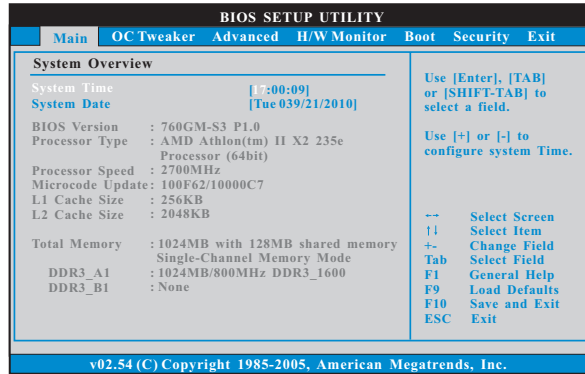 BIOS SETUP UTILITY
Main OC Tweaker Advanced H/W Monitor Boot Security Exit
System Overview
System Time [17:00:09]
System Date [Tue 039/21/2010]
BIOS Version : 760GM-S3 P1.0
Processor Type : AMD Athlon(tm) II X2 235e
Processor (64bit)
Processor Speed : 2700MHz
Microcode Update: 100F62/10000C7
L1 Cache Size : 256KB
L2 Cache Size : 2048KB
Total Memory : 1024MB with 128MB shared memory
Single-Channel Memory Mode
DDR3_A1 : 1024MB/800MHz DDR3_1600
DDR3_B1 : None
Use [Enter], [TAB]
or [SHIFT-TAB] to
select a field.
Use [+] or [-] to
configure system Time.
↔ Select Screen
↑↓ Select Item
+- Change Field
Tab Select Field
F1 General Help
F9 Load Defaults
F10 Save and Exit
ESC Exit
v02.54 (C) Copyright 1985-2005, American Megatrends, Inc.